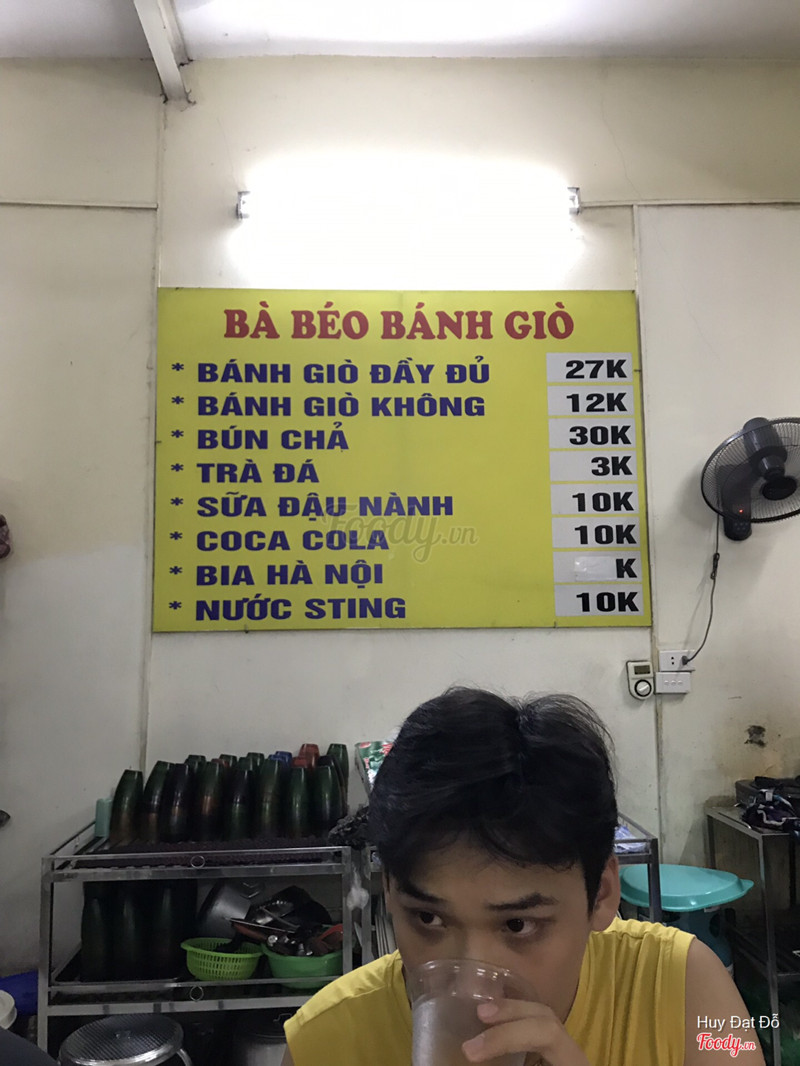 BÀ BÉO BÁNH GIÒ
* BÁNH GIÒ ĐẦY ĐỦ 27K
* BÁNH GIÒ KHÔNG 12K
* BÚN CHẢ 30K
* TRÀ ĐÁ 3K
* SỮA ĐẬU NÀNH 10K
* COCA COLA 10K
* BIA HÀ NỘI K
* NƯỚC STING 10K
Foody.vn
Huy Đạt Đỗ
Foody.vn